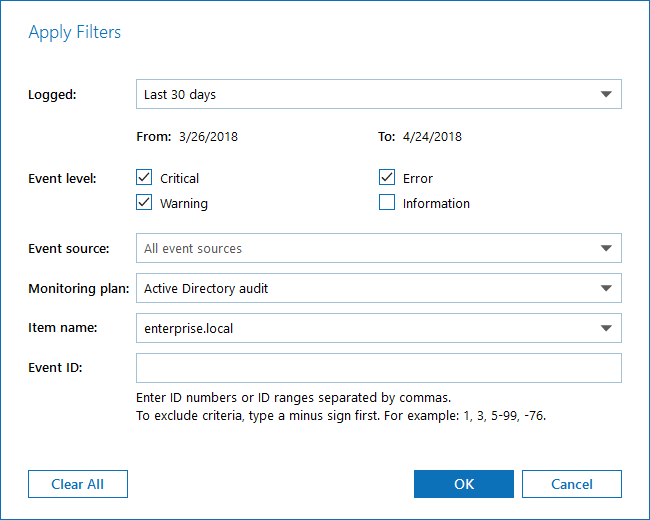 Apply Filters
Logged: Last 30 days
From: 3/26/2018 To: 4/24/2018
Event level: Critical Error
Warning Information
Event source: All event sources
Monitoring plan: Active Directory audit
Item name: enterprise.local
Event ID:
Enter ID numbers or ID ranges separated by commas.
To exclude criteria, type a minus sign first. For example: 1, 3, 5-99, -76.
Clear All OK Cancel